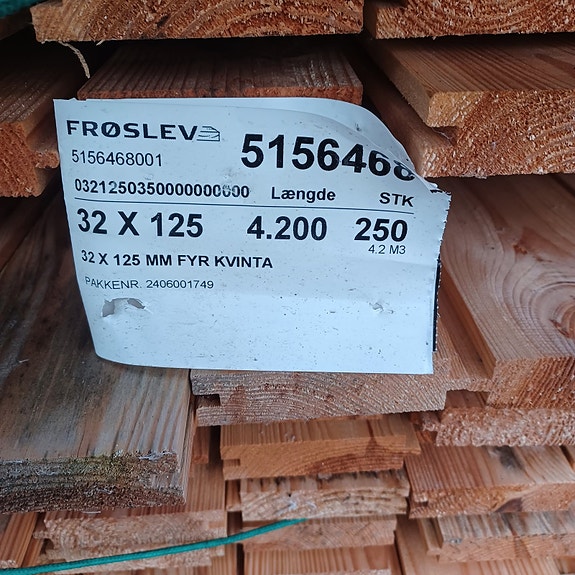 FRØSLEV
5156468
5156468001
0321250350000000000 Længde STK
32 X 125 4.200 250
4.2 M3
32 X 125 MM FYR KVINTA
PAKKENR. 2406001749